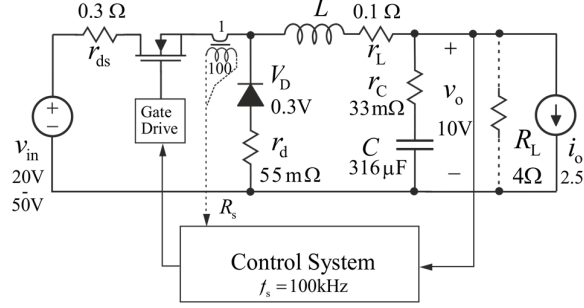 0.3 Ω
r_ds
1
100
L
0.1 Ω
r_L
V_D
0.3V
r_C
33mΩ
+
v_o
10V
−
Gate
Drive
+
−
v_in
20V
-
50V
r_d
55mΩ
C
316μF
R_L
4Ω
i_o
2.5
R_s
Control System
f_s = 100kHz